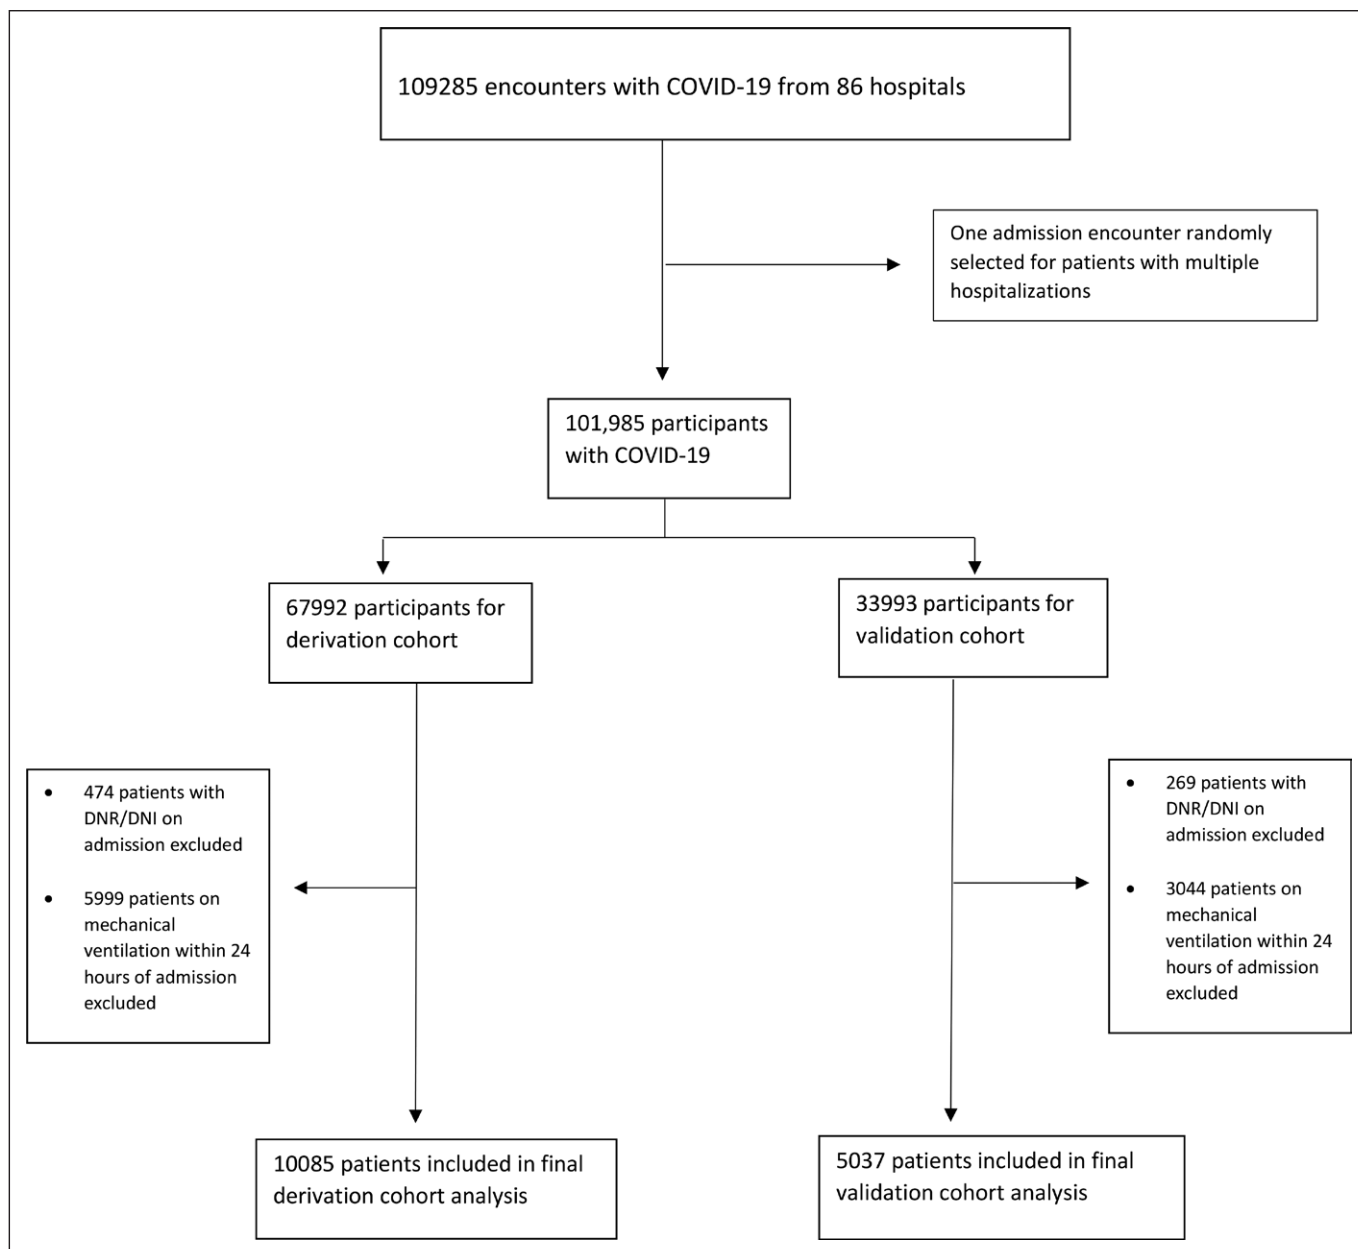 109285 encounters with COVID-19 from 86 hospitals
One admission encounter randomly
selected for patients with multiple
hospitalizations
101,985 participants
with COVID-19
67992 participants for
derivation cohort
33993 participants for
validation cohort
• 474 patients with
DNR/DNI on
admission excluded
• 5999 patients on
mechanical
ventilation within 24
hours of admission
excluded
• 269 patients with
DNR/DNI on
admission excluded
• 3044 patients on
mechanical
ventilation within 24
hours of admission
excluded
10085 patients included in final
derivation cohort analysis
5037 patients included in final
validation cohort analysis